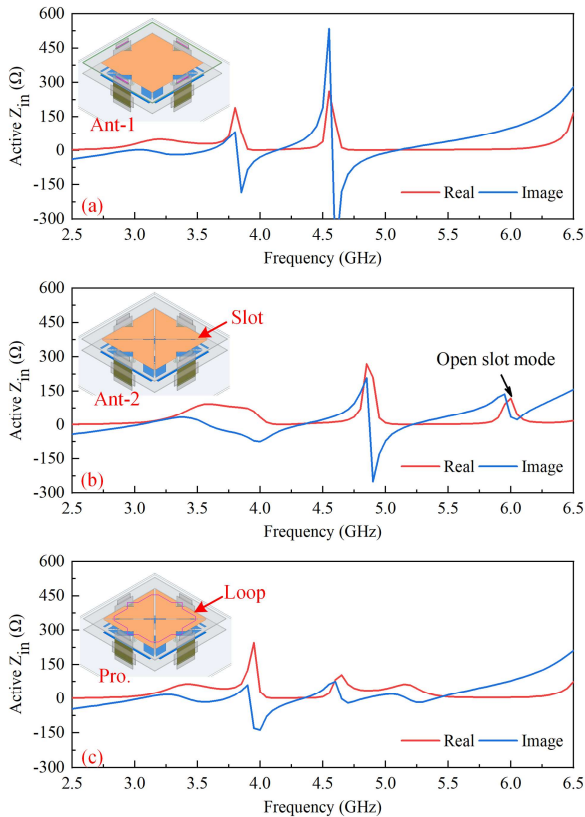 600
450
300
150
0
-150
-300
Active Z_in (Ω)
Ant-1
(a)
Real Image
2.5 3.0 3.5 4.0 4.5 5.0 5.5 6.0 6.5
Frequency (GHz)
600
450
300
150
0
-150
-300
Active Z_in (Ω)
Slot
Ant-2
Open slot mode
(b)
Real Image
2.5 3.0 3.5 4.0 4.5 5.0 5.5 6.0 6.5
Frequency (GHz)
600
450
300
150
0
-150
-300
Active Z_in (Ω)
Loop
Pro.
(c)
Real Image
2.5 3.0 3.5 4.0 4.5 5.0 5.5 6.0 6.5
Frequency (GHz)